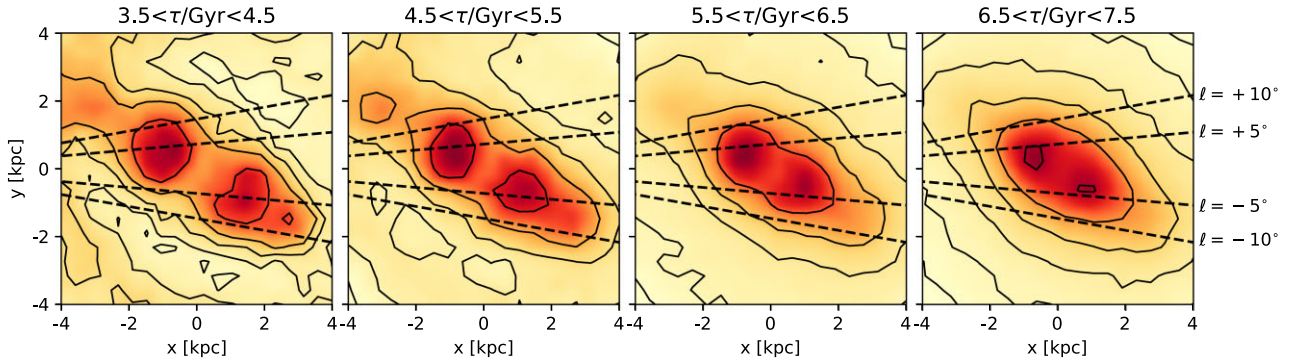 3.5<τ/Gyr<4.5 4.5<τ/Gyr<5.5 5.5<τ/Gyr<6.5 6.5<τ/Gyr<7.5
4
2
0
-2
-4
y [kpc]
ℓ = +10°
ℓ = +5°
ℓ = −5°
ℓ = −10°
-4 -2 0 2 4 -4 -2 0 2 4 -4 -2 0 2 4 -4 -2 0 2 4
x [kpc] x [kpc] x [kpc] x [kpc]